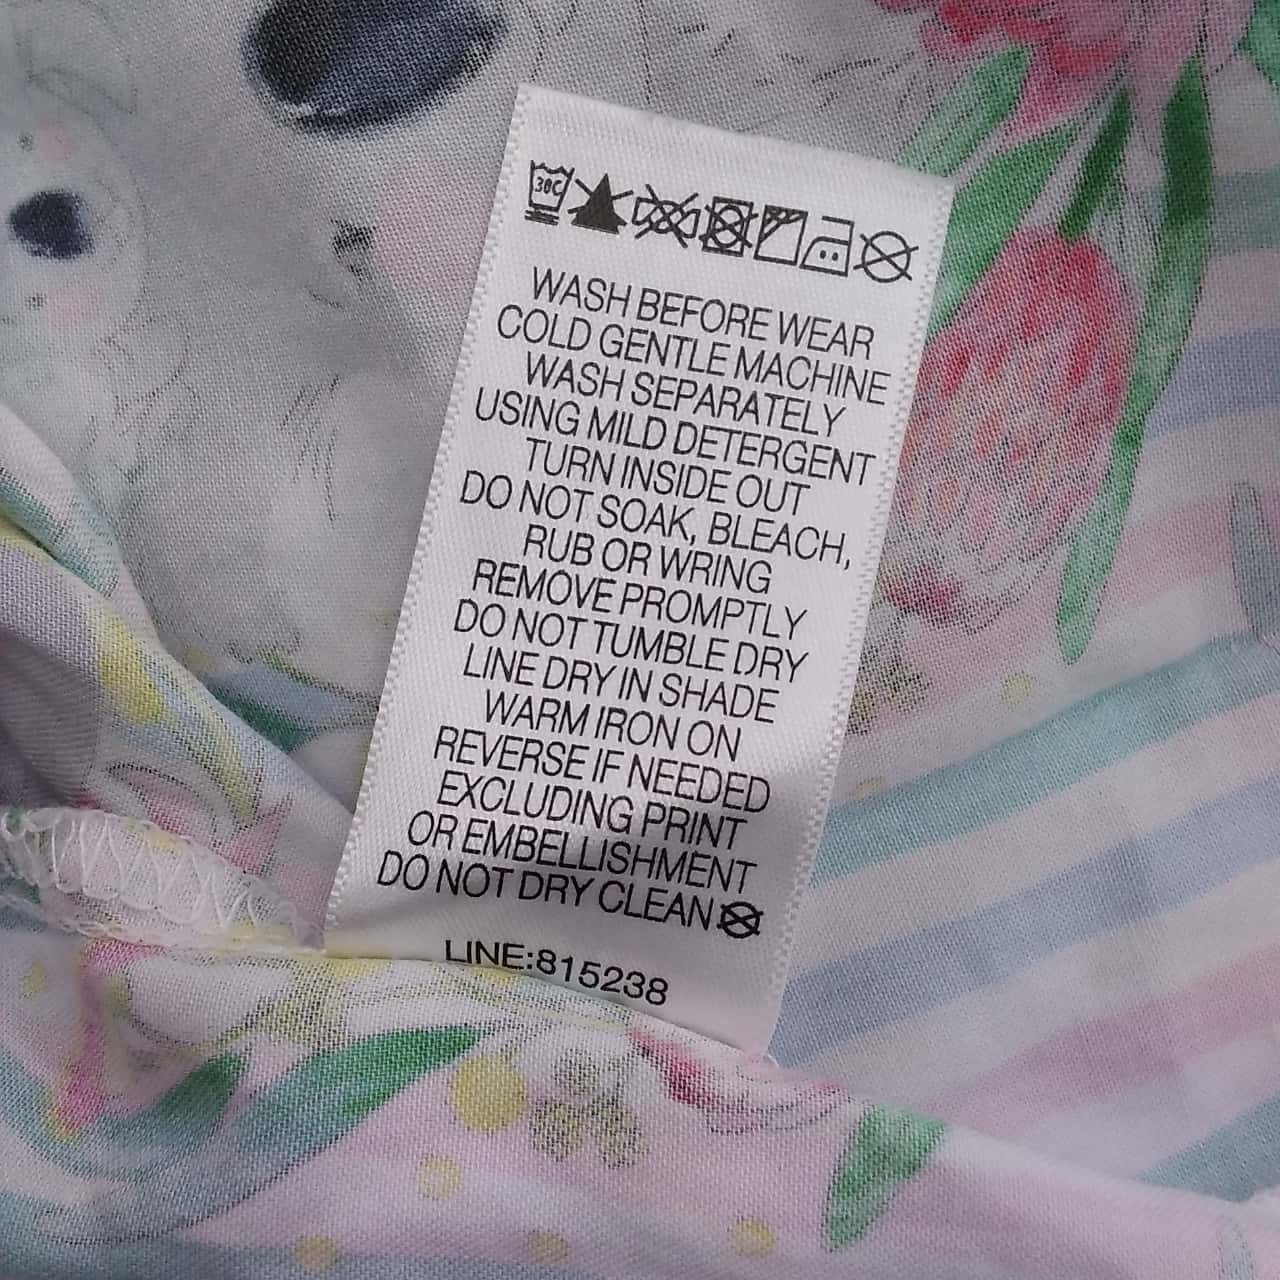 30C
WASH BEFORE WEAR
COLD GENTLE MACHINE
WASH SEPARATELY
USING MILD DETERGENT
TURN INSIDE OUT
DO NOT SOAK, BLEACH,
RUB OR WRING
REMOVE PROMPTLY
DO NOT TUMBLE DRY
LINE DRY IN SHADE
WARM IRON ON
REVERSE IF NEEDED
EXCLUDING PRINT
OR EMBELLISHMENT
DO NOT DRY CLEAN
LINE:815238